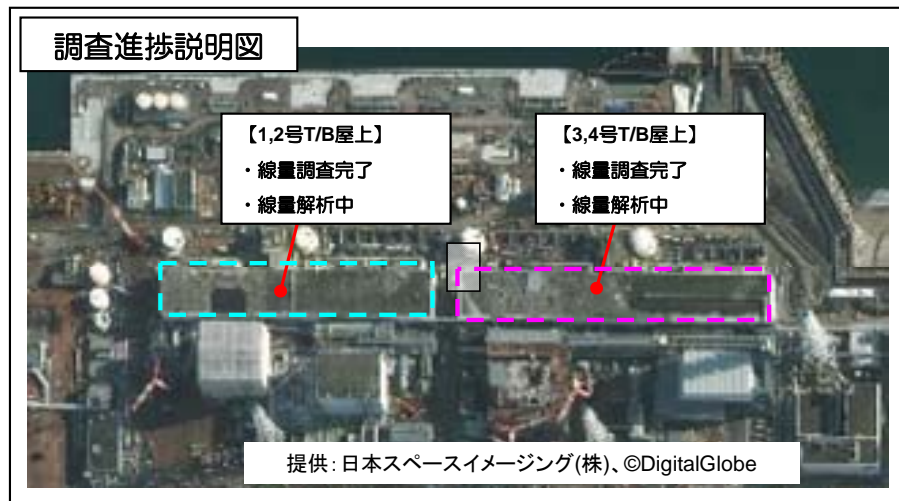 調査進捗説明図
【1,2号T/B屋上】
・線量調査完了
・線量解析中
【3,4号T/B屋上】
・線量調査完了
・線量解析中
提供：日本スペースイメージング(株)、©DigitalGlobe